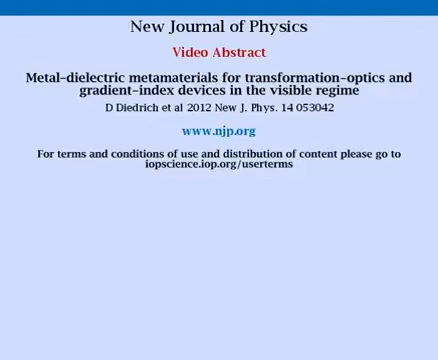 New Journal of Physics
Video Abstract
Metal-dielectric metamaterials for transformation-optics and
gradient-index devices in the visible regime
D Diedrich et al 2012 New J. Phys. 14 053042
www.njp.org
For terms and conditions of use and distribution of content please go to
iopscience.iop.org/userterms